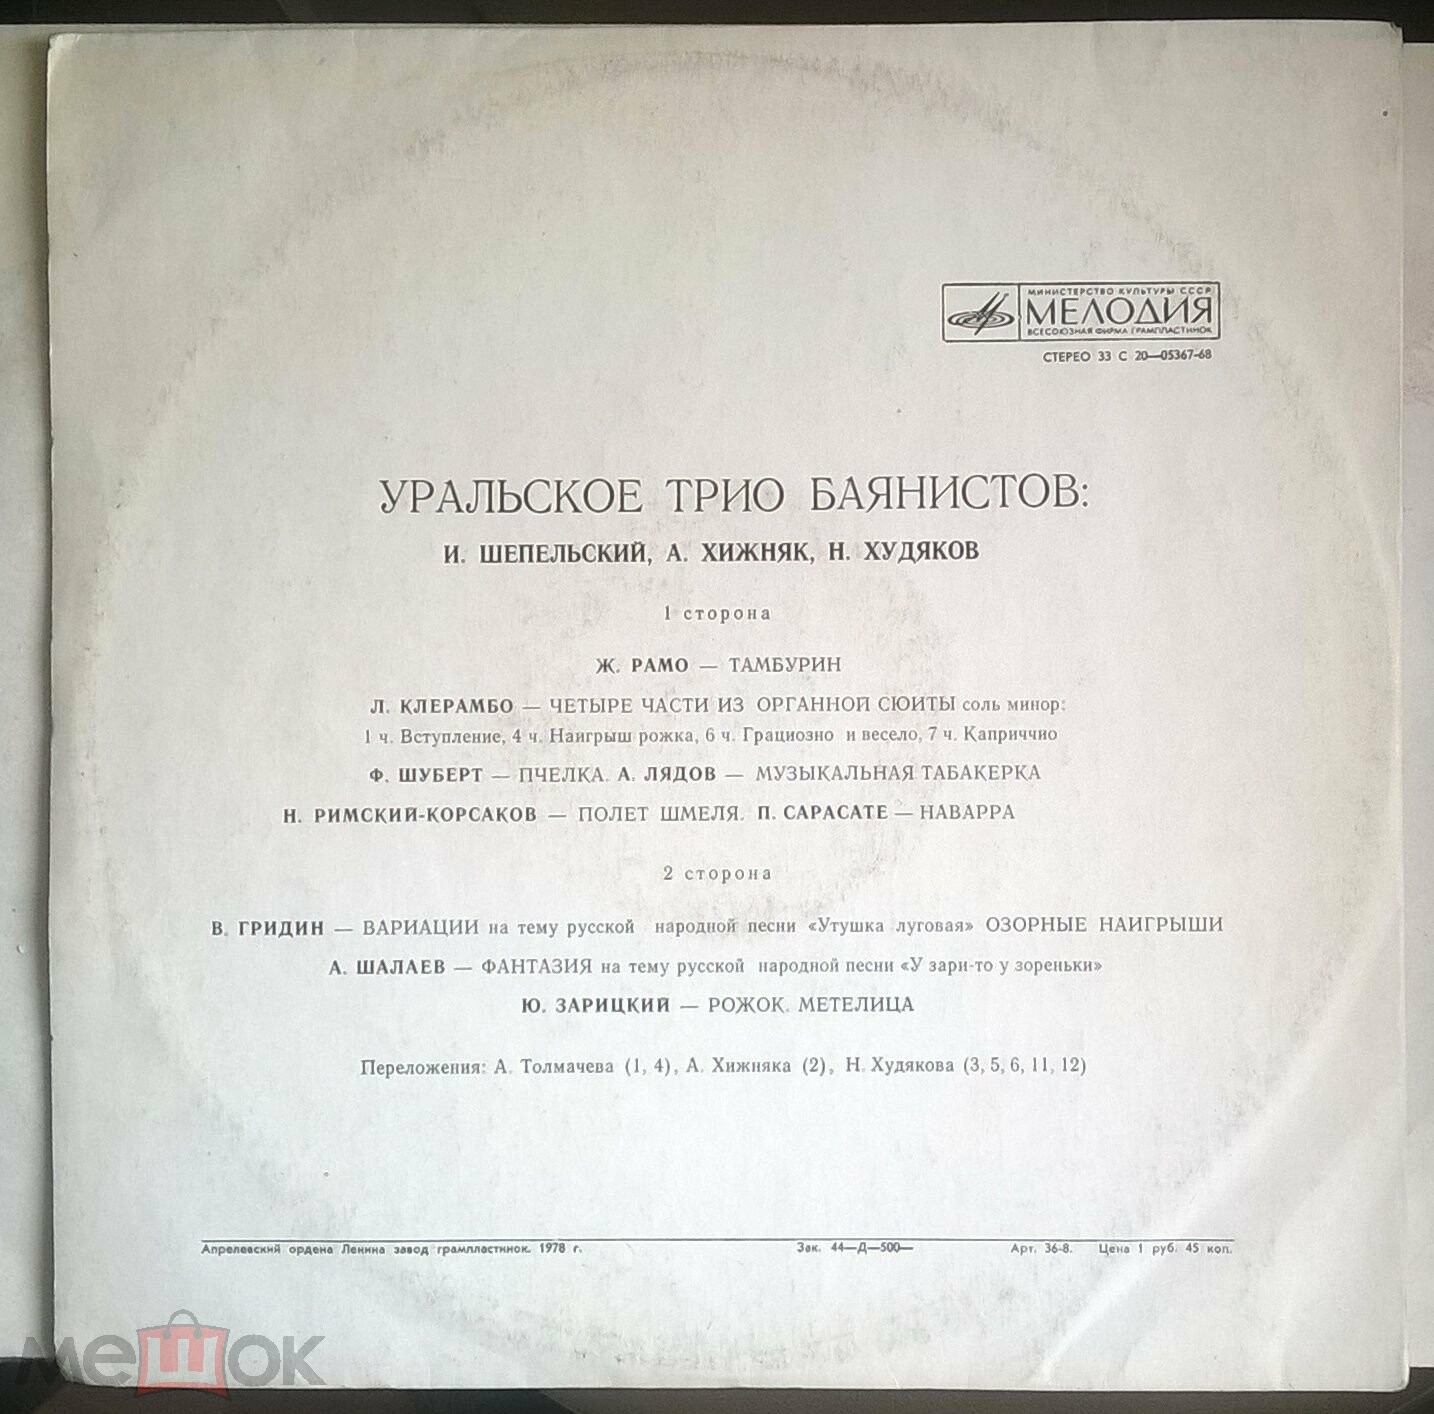 МИНИСТЕРСТВО КУЛЬТУРЫ СССР
МЕЛОДИЯ
ВСЕСОЮЗНАЯ ФИРМА ГРАМПЛАСТИНОК
СТЕРЕО 33 С 20—05367-68
УРАЛЬСКОЕ ТРИО БАЯНИСТОВ:
И. ШЕПЕЛЬСКИЙ, А. ХИЖНЯК, Н. ХУДЯКОВ
1 сторона
Ж. РАМО — ТАМБУРИН
Л. КЛЕРАМБО — ЧЕТЫРЕ ЧАСТИ ИЗ ОРГАННОЙ СЮИТЫ соль минор:
1 ч. Вступление, 4 ч. Наигрыш рожка, 6 ч. Грациозно и весело, 7 ч. Каприччио
Ф. ШУБЕРТ — ПЧЕЛКА. А. ЛЯДОВ — МУЗЫКАЛЬНАЯ ТАБАКЕРКА
Н. РИМСКИЙ-КОРСАКОВ — ПОЛЕТ ШМЕЛЯ. П. САРАСАТЕ — НАВАРРА
2 сторона
В. ГРИДИН — ВАРИАЦИИ на тему русской народной песни «Утушка луговая» ОЗОРНЫЕ НАИГРЫШИ
А. ШАЛАЕВ — ФАНТАЗИЯ на тему русской народной песни «У зари-то у зореньки»
Ю. ЗАРИЦКИЙ — РОЖОК. МЕТЕЛИЦА
Переложения: А. Толмачева (1, 4), А. Хижняка (2), Н. Худякова (3, 5, 6, 11, 12)
Апрелевский ордена Ленина завод грампластинок. 1978 г. Зак. 44—Д—500— Арт. 36-8. Цена 1 руб. 45 коп.
мешок